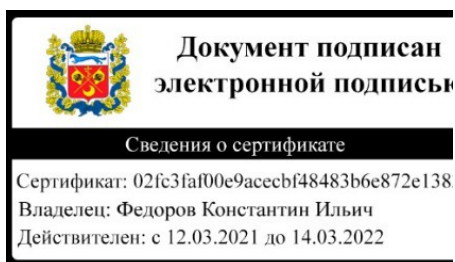 Документ подписан
электронной подписью
Сведения о сертификате
Сертификат: 02fc3faf00e9acecbf48483b6e872e138
Владелец: Федоров Константин Ильич
Действителен: с 12.03.2021 до 14.03.2022